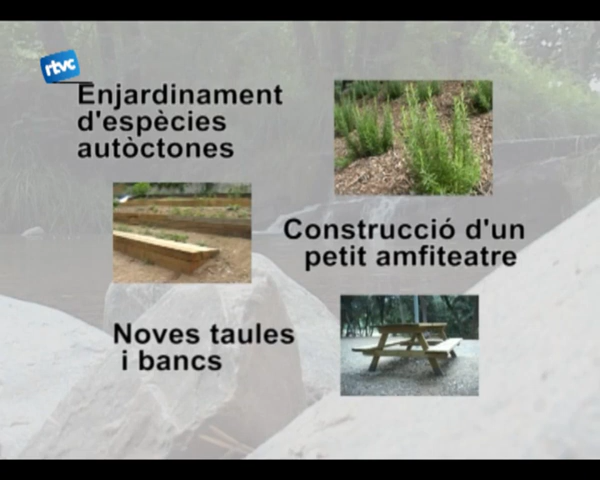 rtvc
Enjardinament
d'espècies
autòctones
Construcció d'un
petit amfiteatre
Noves taules
i bancs